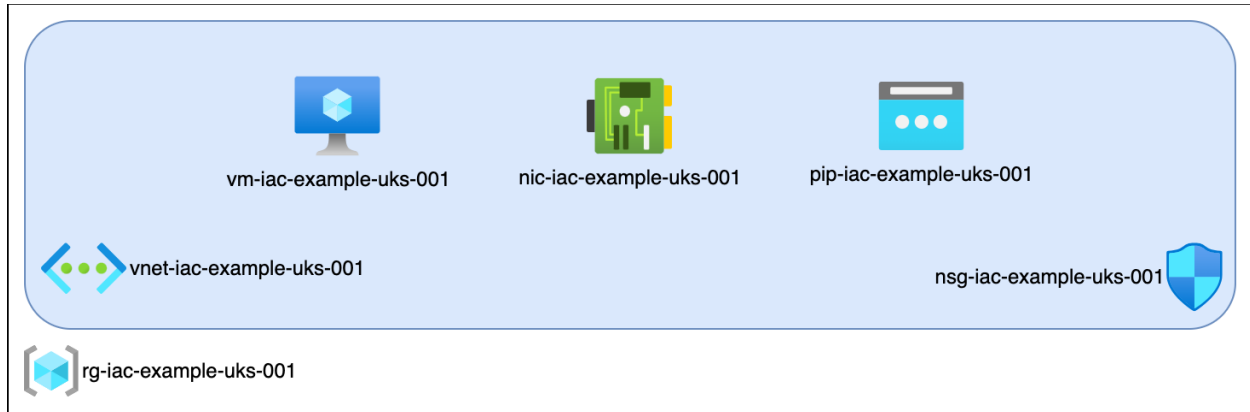 vm-iac-example-uks-001
nic-iac-example-uks-001
pip-iac-example-uks-001
vnet-iac-example-uks-001
nsg-iac-example-uks-001
rg-iac-example-uks-001